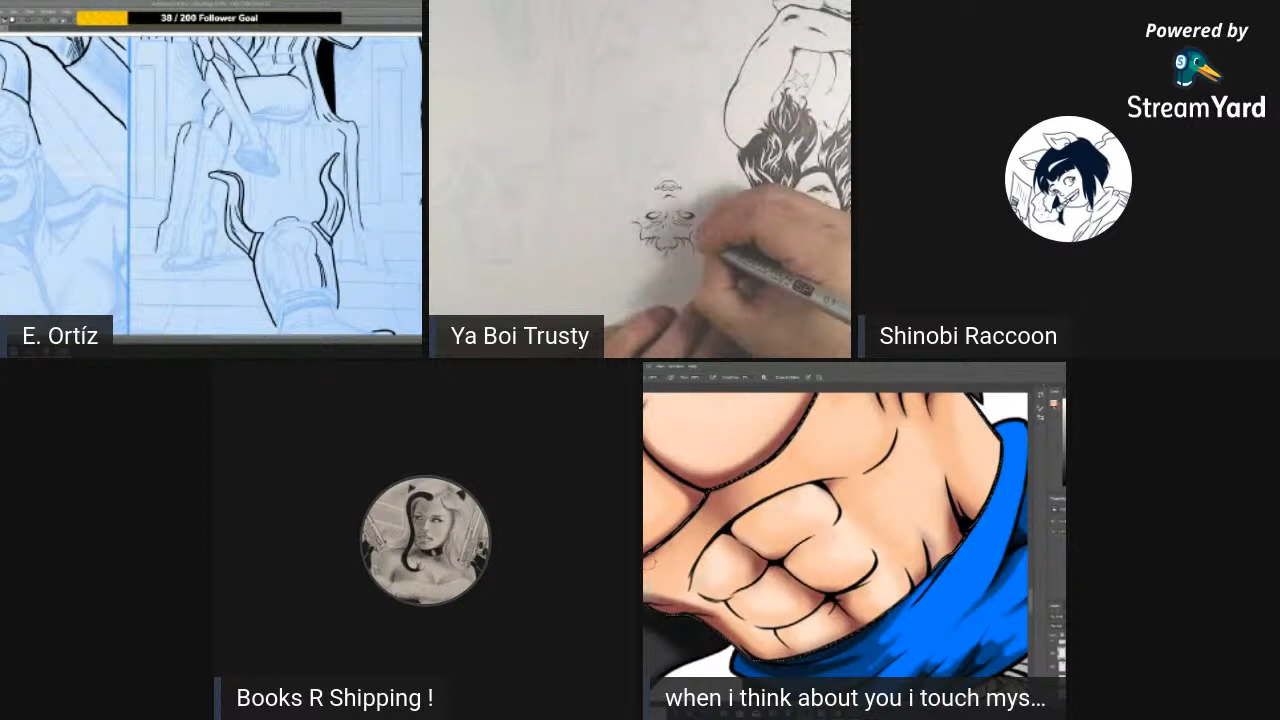 38 / 200 Follower Goal
Powered by
StreamYard
E. Ortíz
Ya Boi Trusty
Shinobi Raccoon
Books R Shipping !
when i think about you i touch mys...